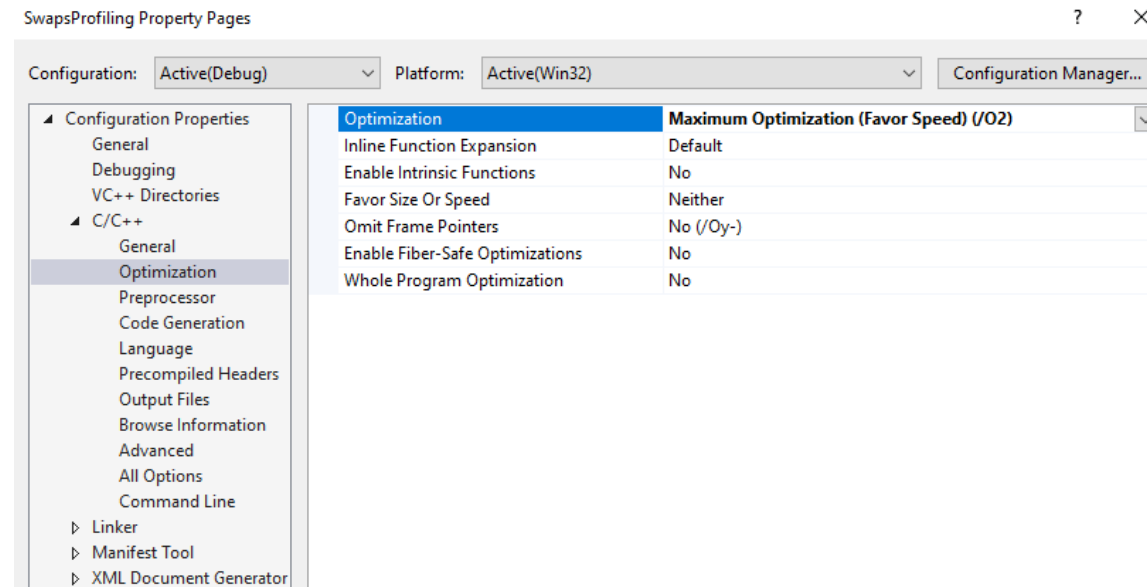 SwapsProfiling Property Pages
Configuration: Active(Debug) Platform: Active(Win32) Configuration Manager...
Configuration Properties
General
Debugging
VC++ Directories
C/C++
General
Optimization
Preprocessor
Code Generation
Language
Precompiled Headers
Output Files
Browse Information
Advanced
All Options
Command Line
Linker
Manifest Tool
XML Document Generator
Optimization Maximum Optimization (Favor Speed) (/O2)
Inline Function Expansion Default
Enable Intrinsic Functions No
Favor Size Or Speed Neither
Omit Frame Pointers No (/Oy-)
Enable Fiber-Safe Optimizations No
Whole Program Optimization No